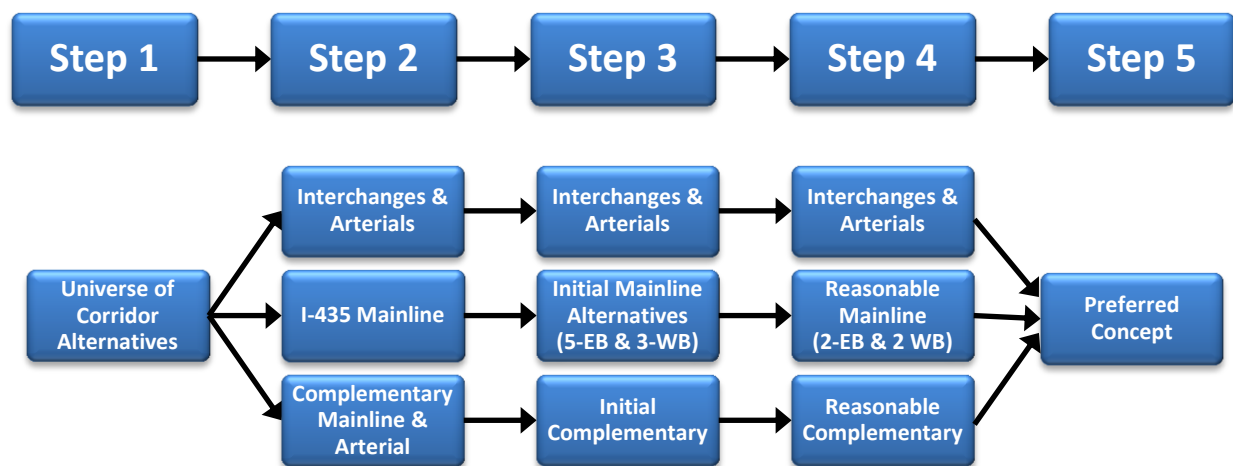 Step 1
Step 2
Step 3
Step 4
Step 5
Interchanges &
Arterials
Interchanges &
Arterials
Interchanges &
Arterials
Universe of
Corridor
Alternatives
I-435 Mainline
Initial Mainline
Alternatives
(5-EB & 3-WB)
Reasonable
Mainline
(2-EB & 2 WB)
Preferred
Concept
Complementary
Mainline &
Arterial
Initial
Complementary
Reasonable
Complementary